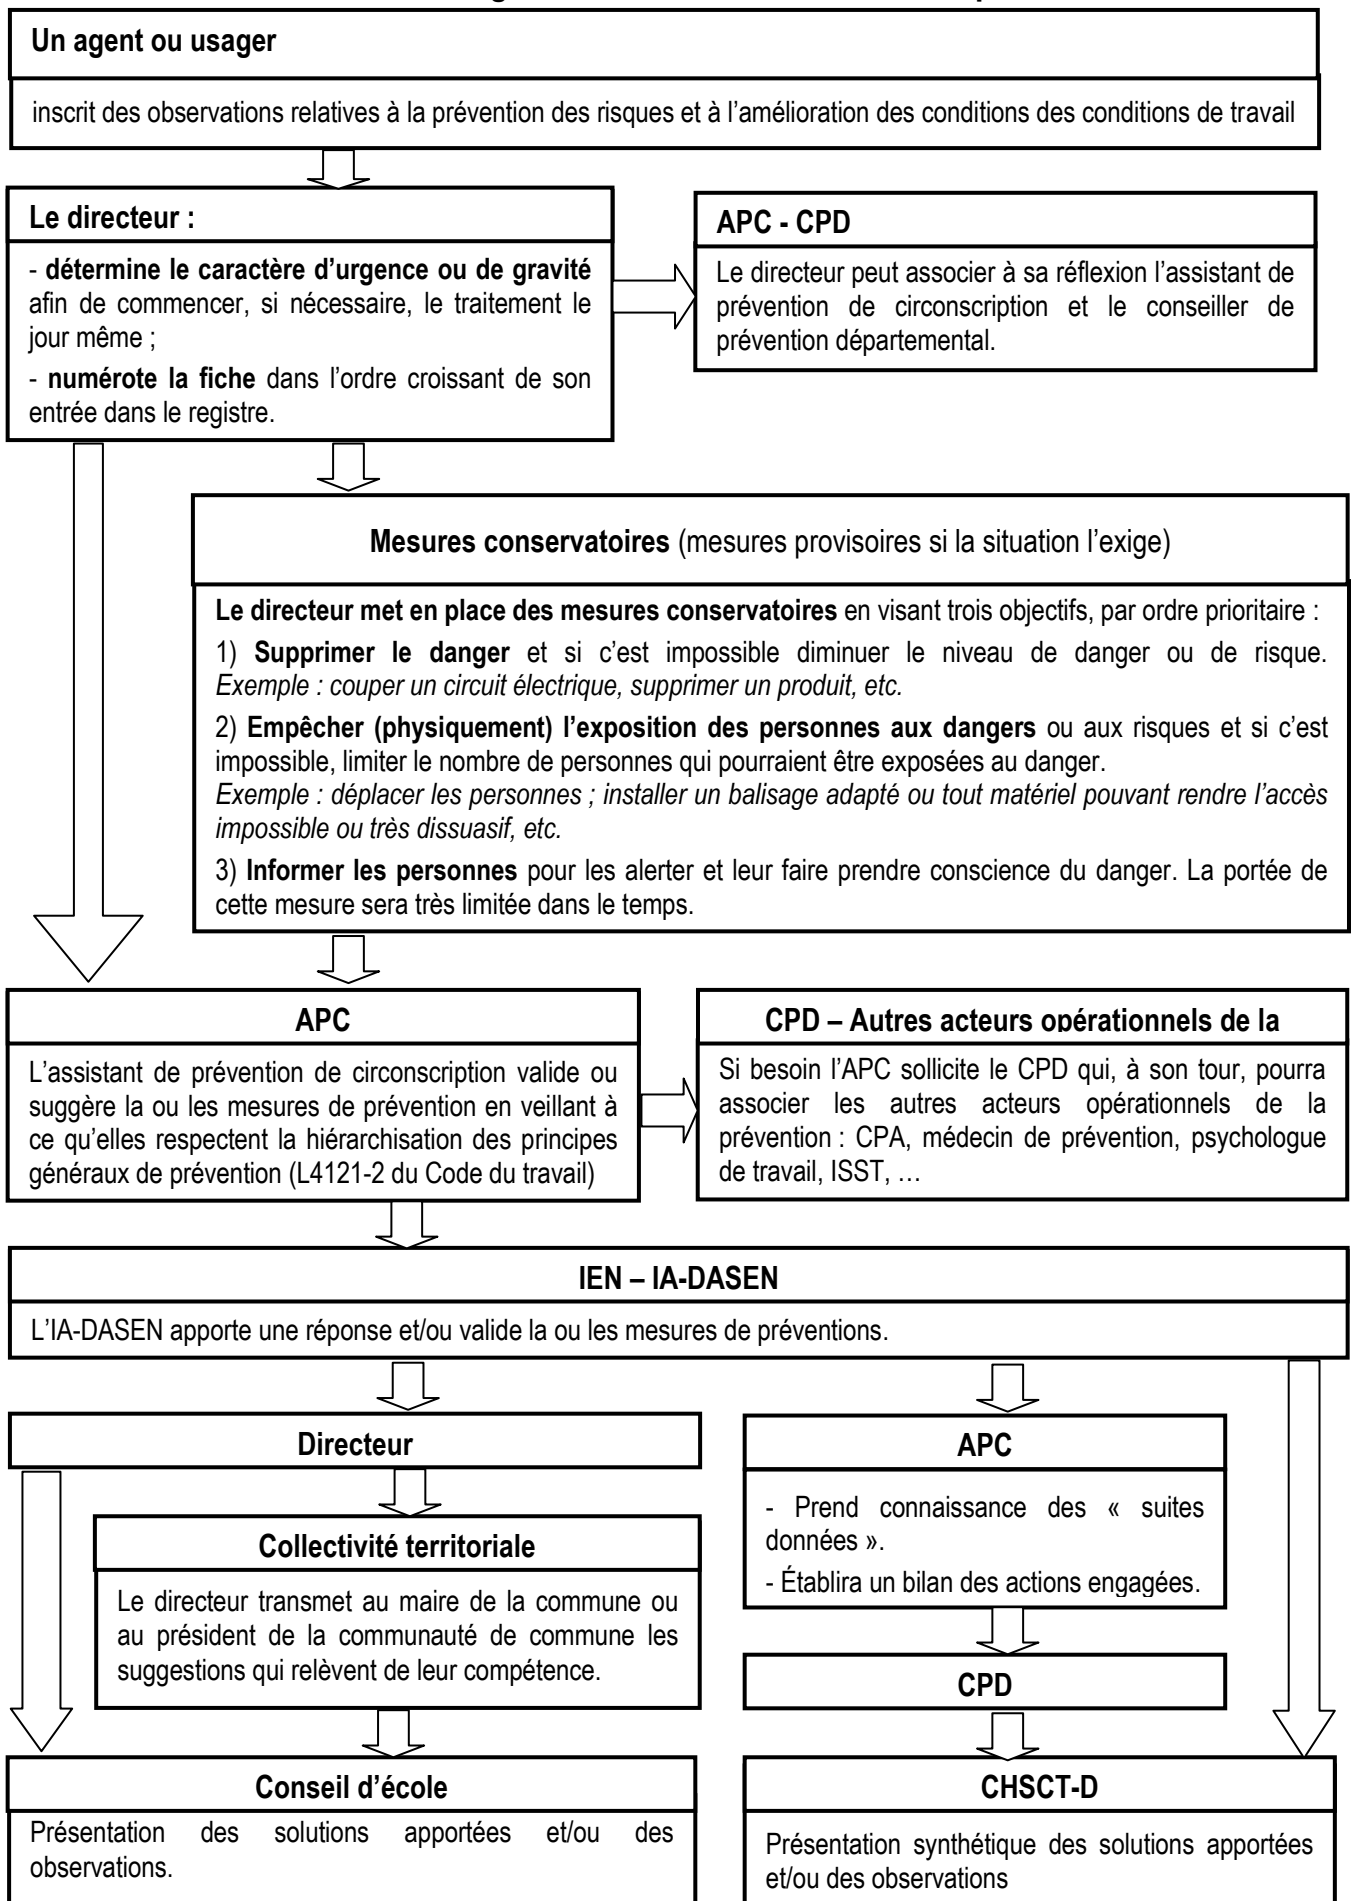 Un agent ou usager
inscrit des observations relatives à la prévention des risques et à l’amélioration des conditions des conditions de travail
Le directeur :
- détermine le caractère d’urgence ou de gravité
afin de commencer, si nécessaire, le traitement le
jour même ;
- numérote la fiche dans l’ordre croissant de son
entrée dans le registre.
APC - CPD
Le directeur peut associer à sa réflexion l’assistant de
prévention de circonscription et le conseiller de
prévention départemental.
Mesures conservatoires (mesures provisoires si la situation l’exige)
Le directeur met en place des mesures conservatoires en visant trois objectifs, par ordre prioritaire :
1) Supprimer le danger et si c’est impossible diminuer le niveau de danger ou de risque.
Exemple : couper un circuit électrique, supprimer un produit, etc.
2) Empêcher (physiquement) l’exposition des personnes aux dangers ou aux risques et si c’est
impossible, limiter le nombre de personnes qui pourraient être exposées au danger.
Exemple : déplacer les personnes ; installer un balisage adapté ou tout matériel pouvant rendre l’accès
impossible ou très dissuasif, etc.
3) Informer les personnes pour les alerter et leur faire prendre conscience du danger. La portée de
cette mesure sera très limitée dans le temps.
APC
L’assistant de prévention de circonscription valide ou
suggère la ou les mesures de prévention en veillant à
ce qu’elles respectent la hiérarchisation des principes
généraux de prévention (L4121-2 du Code du travail)
CPD – Autres acteurs opérationnels de la
Si besoin l’APC sollicite le CPD qui, à son tour, pourra
associer les autres acteurs opérationnels de la
prévention : CPA, médecin de prévention, psychologue
de travail, ISST, …
IEN – IA-DASEN
L’IA-DASEN apporte une réponse et/ou valide la ou les mesures de préventions.
Directeur
Collectivité territoriale
Le directeur transmet au maire de la commune ou
au président de la communauté de commune les
suggestions qui relèvent de leur compétence.
Conseil d’école
Présentation des solutions apportées et/ou des
observations.
APC
- Prend connaissance des « suites
données ».
- Établira un bilan des actions engagées.
CPD
CHSCT-D
Présentation synthétique des solutions apportées
et/ou des observations